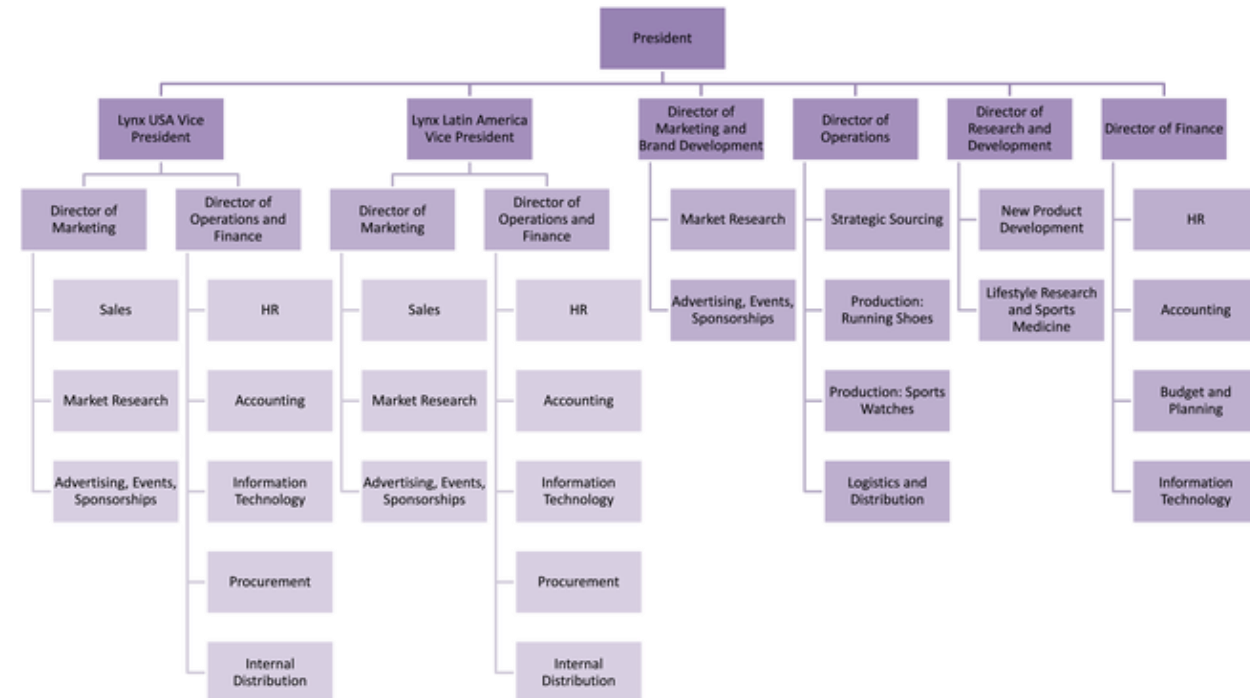 President
Lynx USA Vice
President
Lynx Latin America
Vice President
Director of
Marketing and
Brand Development
Director of
Operations
Director of
Research and
Development
Director of Finance
Director of
Marketing
Director of
Operations and
Finance
Director of
Marketing
Director of
Operations and
Finance
Market Research
Strategic Sourcing
New Product
Development
HR
Sales
HR
Sales
HR
Advertising, Events,
Sponsorships
Production:
Running Shoes
Lifestyle Research
and Sports
Medicine
Accounting
Market Research
Accounting
Market Research
Accounting
Production: Sports
Watches
Budget and
Planning
Advertising, Events,
Sponsorships
Information
Technology
Advertising, Events,
Sponsorships
Information
Technology
Logistics and
Distribution
Information
Technology
Procurement
Procurement
Internal
Distribution
Internal
Distribution